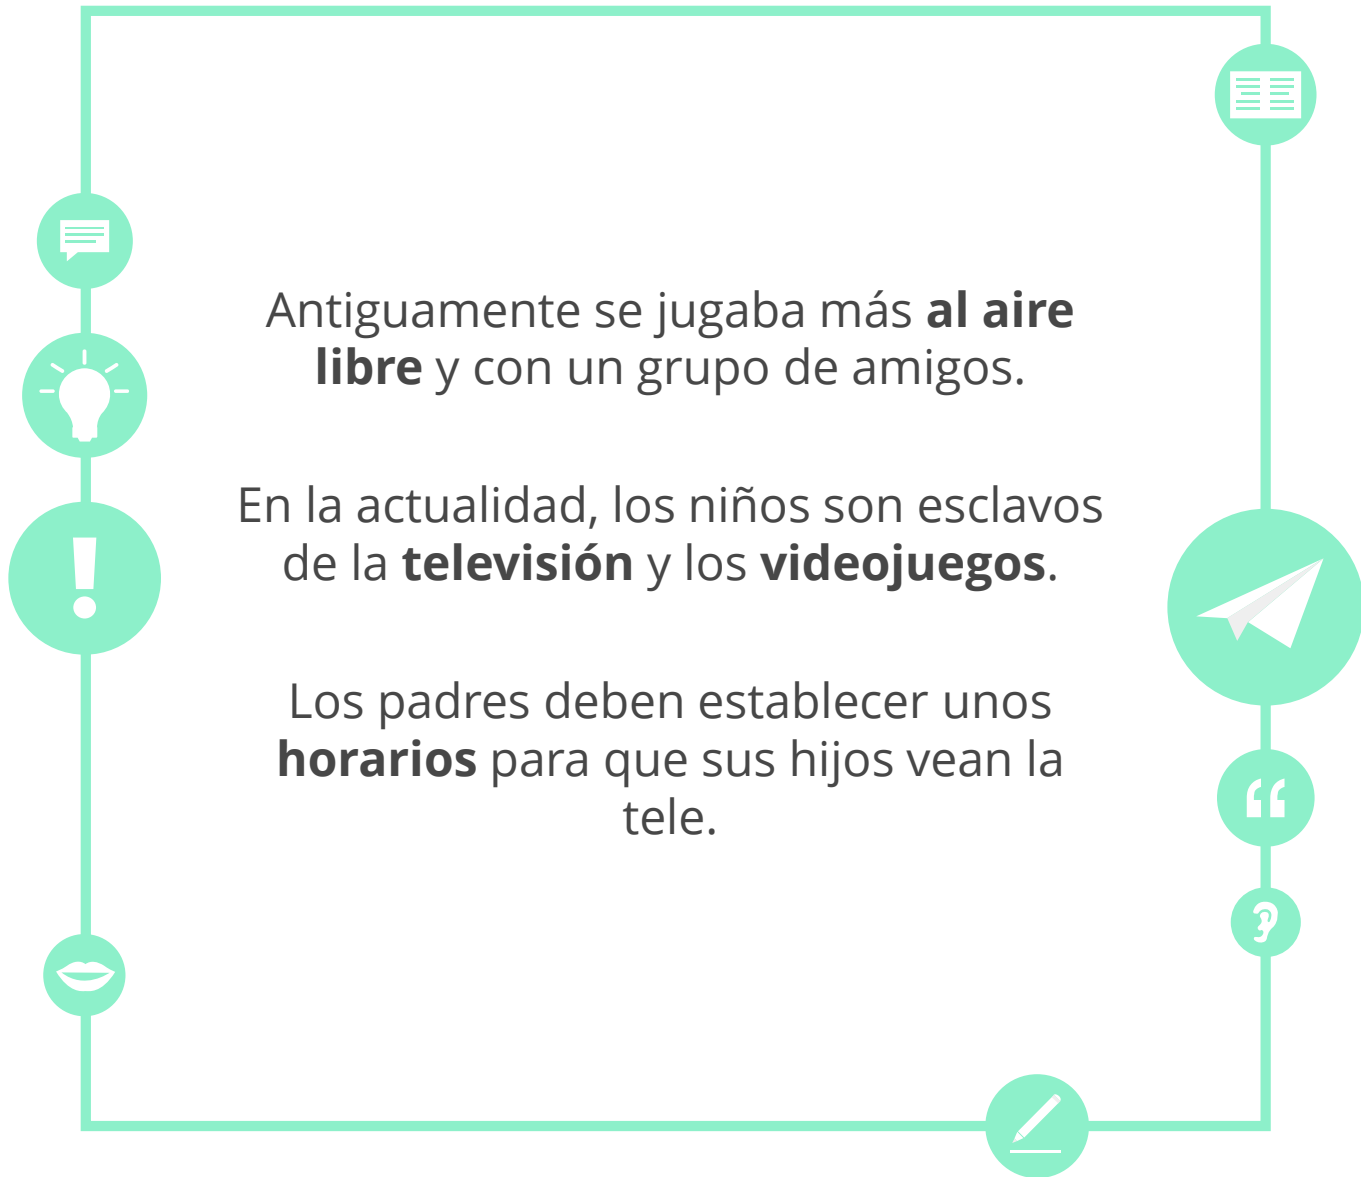 Antiguamente se jugaba más al aire
libre y con un grupo de amigos.
En la actualidad, los niños son esclavos
de la televisión y los videojuegos.
Los padres deben establecer unos
horarios para que sus hijos vean la
tele.